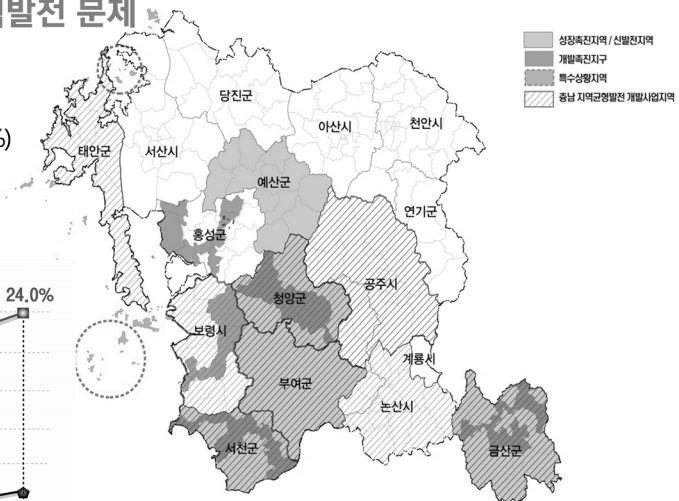 발전 문제
성장촉진지역 / 신발전지역
개발촉진지구
특수상황지역
충남 지역균형발전 개발사업지역
당진군
아산시
천안시
%)
태안군
서산시
예산군
연기군
홍성군
공주시
24.0%
청양군
보령시
계룡시
부여군
논산시
서천군
금산군